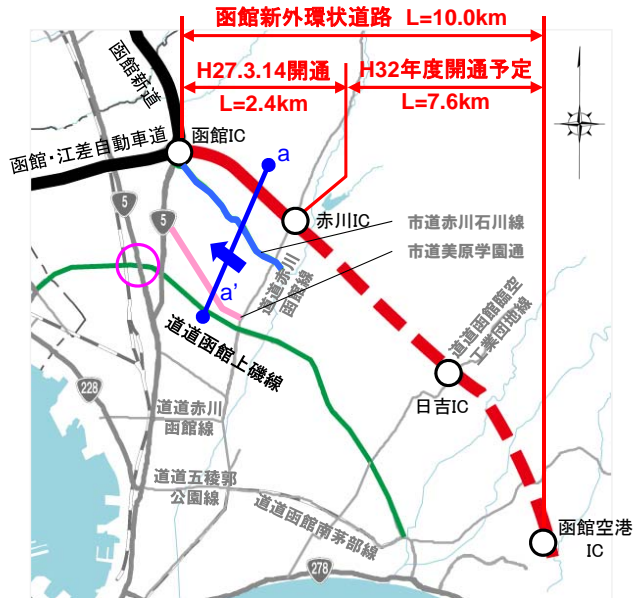 函館新外環状道路 L=10.0km
H27.3.14開通
H32年度開通予定
L=2.4km
L=7.6km
函館新道
函館・江差自動車道
函館IC
a
5
5
赤川IC
市道赤川石川線
市道美原学園通
道道赤川
函館線
a'
道道函館上磯線
道道函館臨空
工業団地線
228
日吉IC
道道赤川
函館線
道道五稜郭
公園線
道道函館南茅部線
278
函館空港
IC